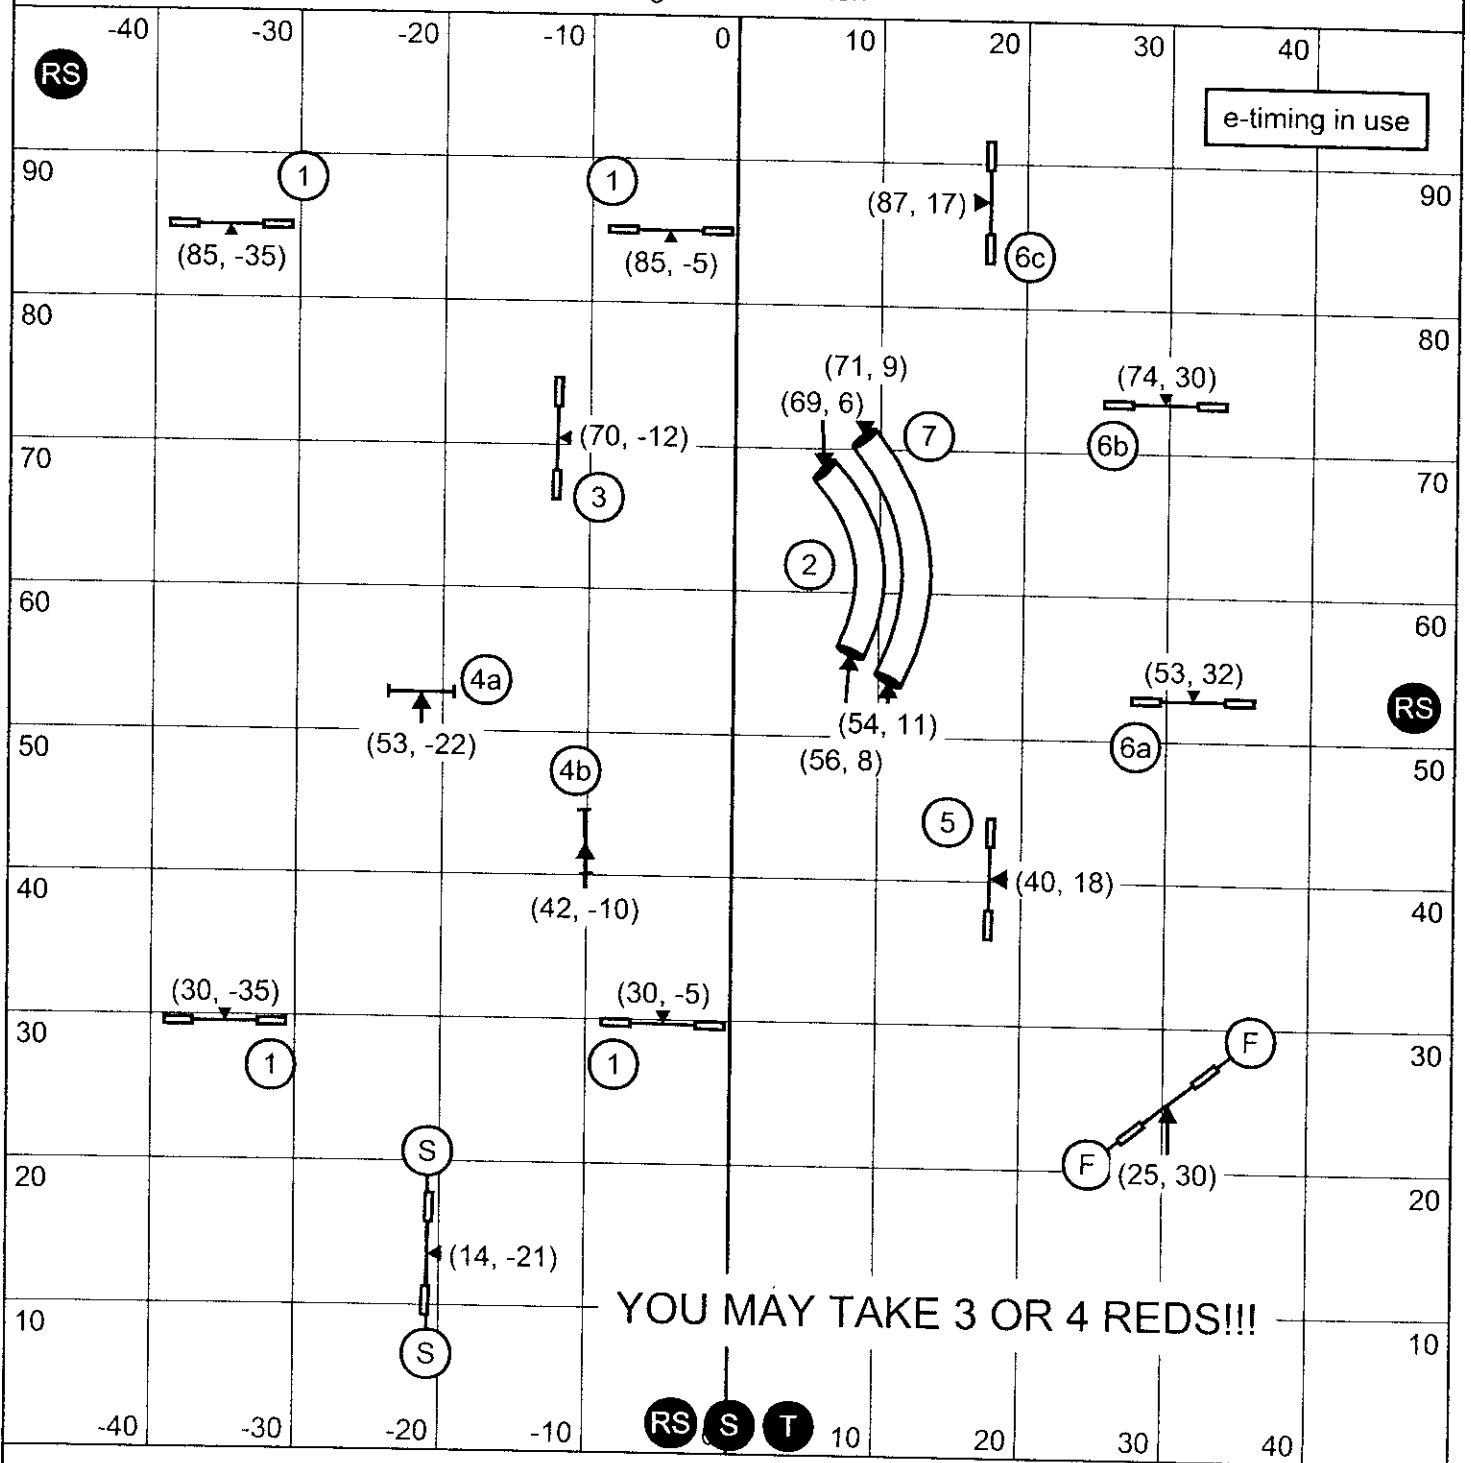 -40 -30 -20 -10 0 10 20 30 40
RS
e-timing in use
90 1 1 90
(87, 17)
(85, -35) (85, -5) 6c
80 80
(71, 9) (74, 30)
(69, 6)
7
70 (70, -12) 6b 70
3
2
60 60
4a (53, 32)
RS
(53, -22) (54, 11)
50 4b (56, 8) 6a 50
5
40 (40, 18) 40
(42, -10)
(30, -35) (30, -5)
30 F 30
1 1
S
20 F (25, 30) 20
(14, -21)
YOU MAY TAKE 3 OR 4 REDS!!!
10 10
S
-40 -30 -20 -10 RS S T 10 20 30 40